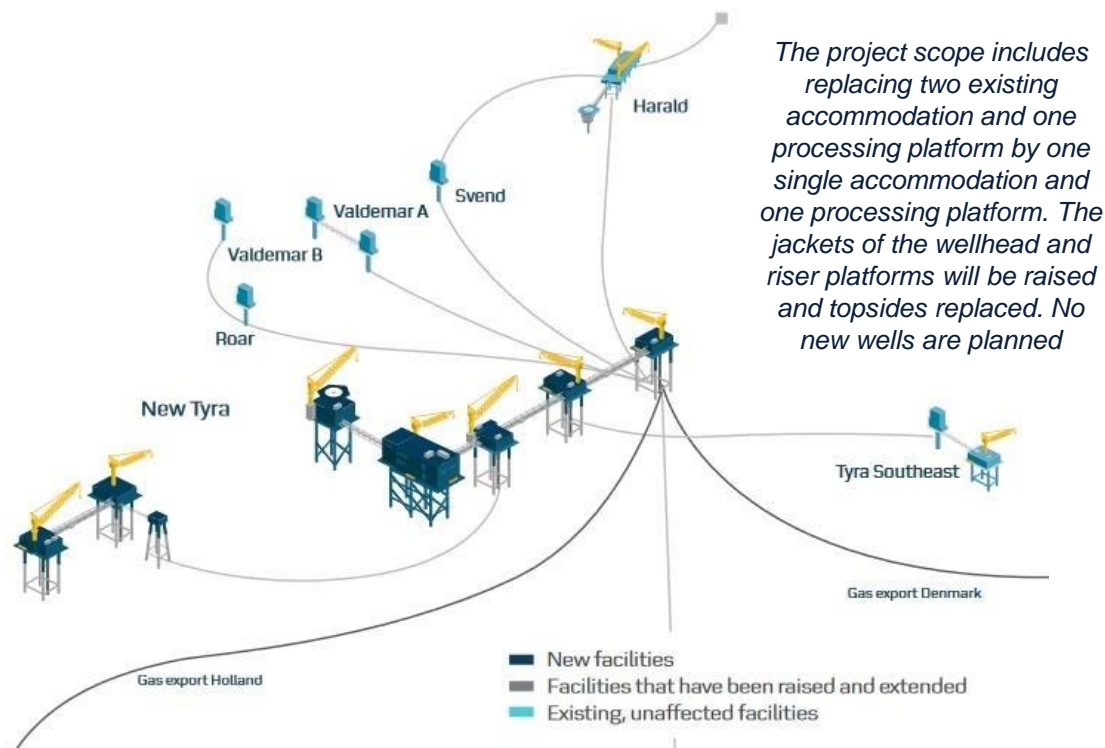 The project scope includes
replacing two existing
accommodation and one
processing platform by one
single accommodation and
one processing platform. The
jackets of the wellhead and
riser platforms will be raised
and topsides replaced. No
new wells are planned
Harald
Svend
Valdemar A
Valdemar B
Roar
New Tyra
Tyra Southeast
Gas export Denmark
Gas export Holland
New facilities
Facilities that have been raised and extended
Existing, unaffected facilities